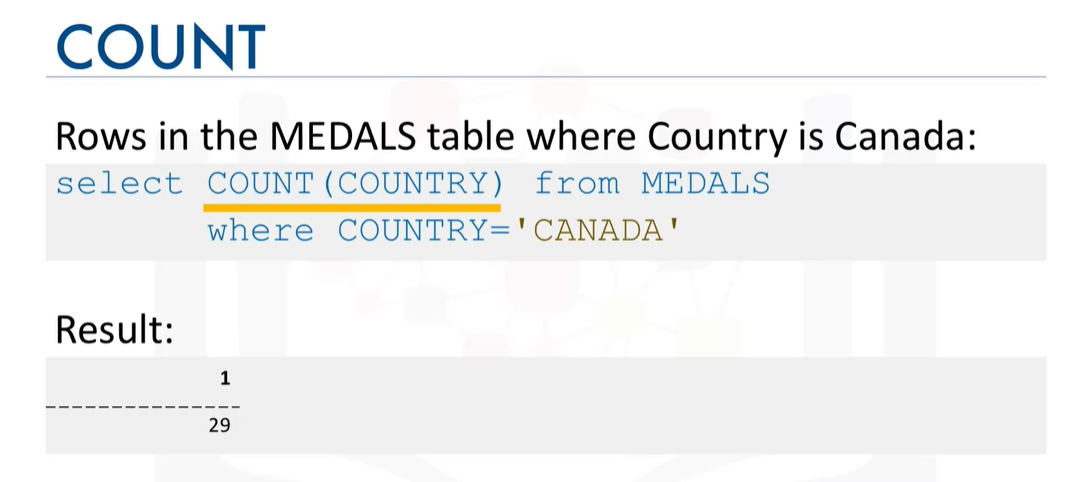 COUNT
Rows in the MEDALS table where Country is Canada:
select COUNT(COUNTRY) from MEDALS
where COUNTRY='CANADA'
Result:
1
---------------
29